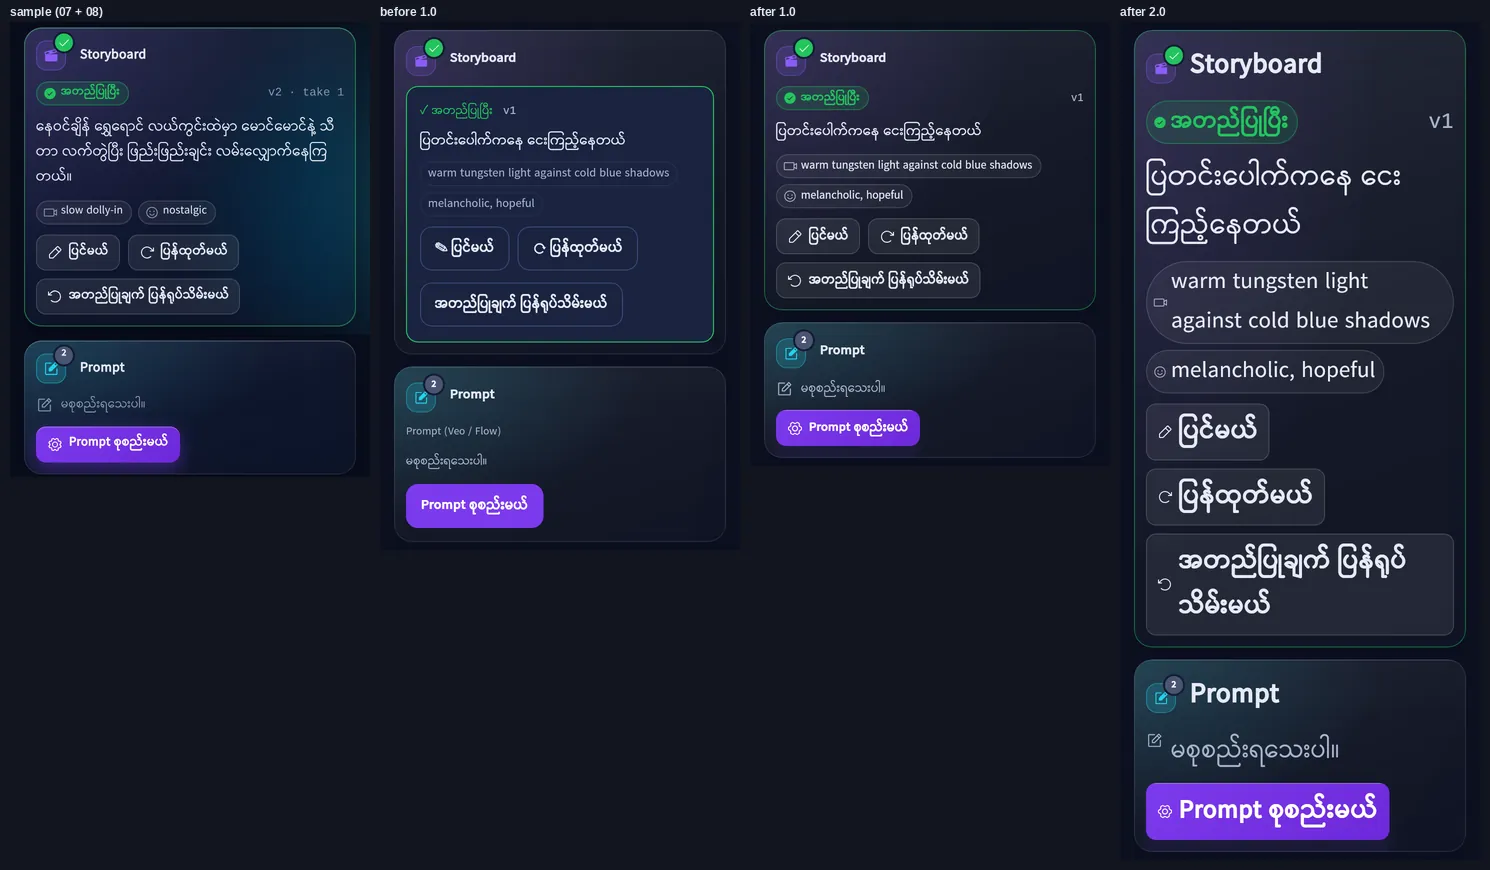 sample (07 + 08)
Storyboard
အတည်ပြုပြီး
v2 · take 1
နေဝင်ချိန် ရွှေရောင် လယ်ကွင်းထဲမှာ မောင်မောင်နဲ့ သီ
တာ လက်တွဲပြီး ဖြည်းဖြည်းချင်း လမ်းလျှောက်နေကြ
တယ်။
slow dolly-in
nostalgic
ပြင်မယ်
ပြန်ထုတ်မယ်
အတည်ပြုချက် ပြန်ရုပ်သိမ်းမယ်
2
Prompt
မစုစည်းရသေးပါ။
Prompt စုစည်းမယ်
before 1.0
Storyboard
✓ အတည်ပြုပြီး v1
ပြတင်းပေါက်ကနေ ငေးကြည့်နေတယ်
warm tungsten light against cold blue shadows
melancholic, hopeful
ပြင်မယ်
ပြန်ထုတ်မယ်
အတည်ပြုချက် ပြန်ရုပ်သိမ်းမယ်
2
Prompt
Prompt (Veo / Flow)
မစုစည်းရသေးပါ။
Prompt စုစည်းမယ်
after 1.0
Storyboard
အတည်ပြုပြီး
v1
ပြတင်းပေါက်ကနေ ငေးကြည့်နေတယ်
warm tungsten light against cold blue shadows
melancholic, hopeful
ပြင်မယ်
ပြန်ထုတ်မယ်
အတည်ပြုချက် ပြန်ရုပ်သိမ်းမယ်
2
Prompt
မစုစည်းရသေးပါ။
Prompt စုစည်းမယ်
after 2.0
Storyboard
အတည်ပြုပြီး
v1
ပြတင်းပေါက်ကနေ ငေး
ကြည့်နေတယ်
warm tungsten light
against cold blue shadows
melancholic, hopeful
ပြင်မယ်
ပြန်ထုတ်မယ်
အတည်ပြုချက် ပြန်ရုပ်
သိမ်းမယ်
2
Prompt
မစုစည်းရသေးပါ။
Prompt စုစည်းမယ်